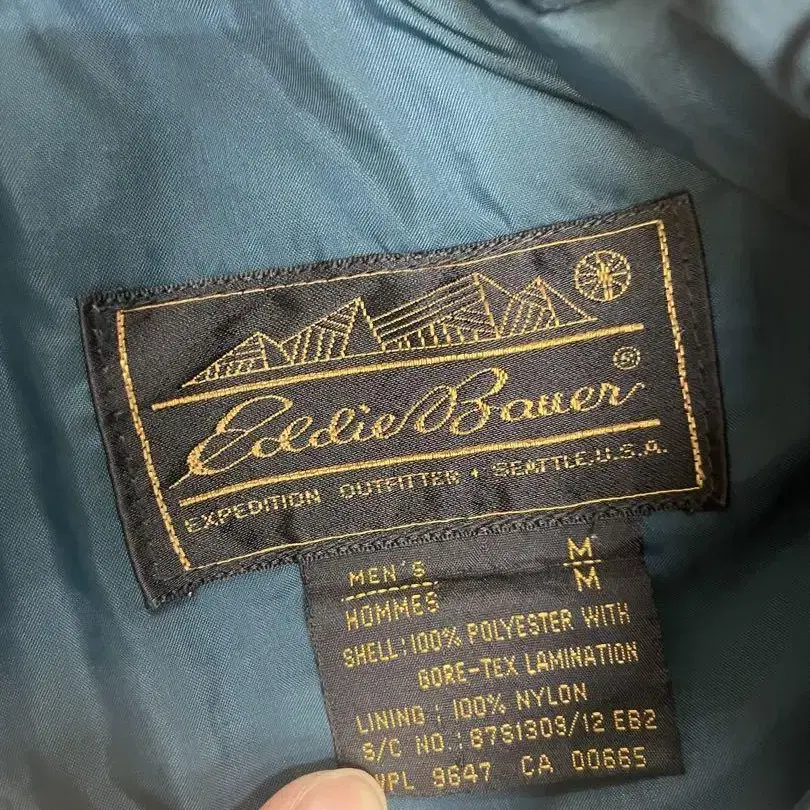 Eddie Bauer ®
EXPEDITION OUTFITTER • SEATTLE, U.S.A.
MEN'S M
HOMMES M
SHELL: 100% POLYESTER WITH
GORE-TEX LAMINATION
LINING: 100% NYLON
S/C NO.: 87S1309/12 EB2
WPL 9647 CA 00665